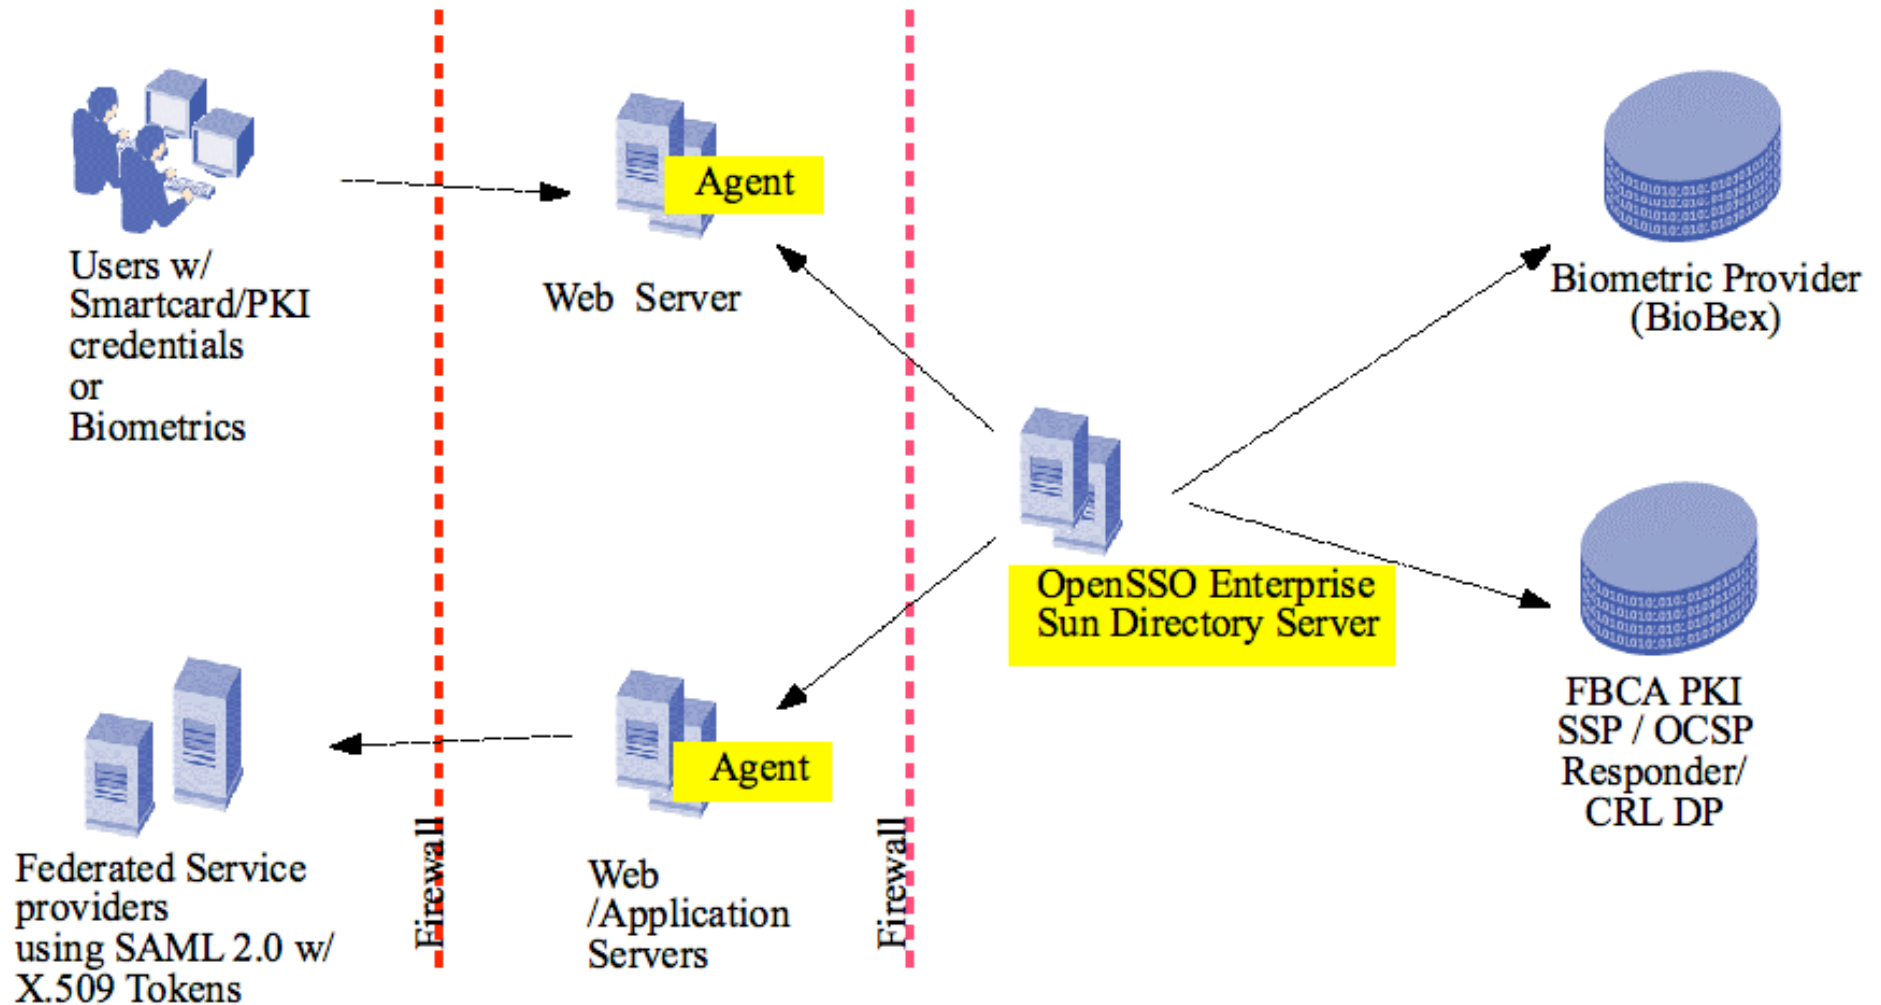 Agent
Users w/
Smartcard/PKI
credentials
or
Biometrics
Web Server
Biometric Provider
(BioBex)
OpenSSO Enterprise
Sun Directory Server
FBCA PKI
SSP / OCSP
Responder/
CRL DP
Agent
Federated Service
providers
using SAML 2.0 w/
X.509 Tokens
Firewall
Web
/Application
Servers
Firewall